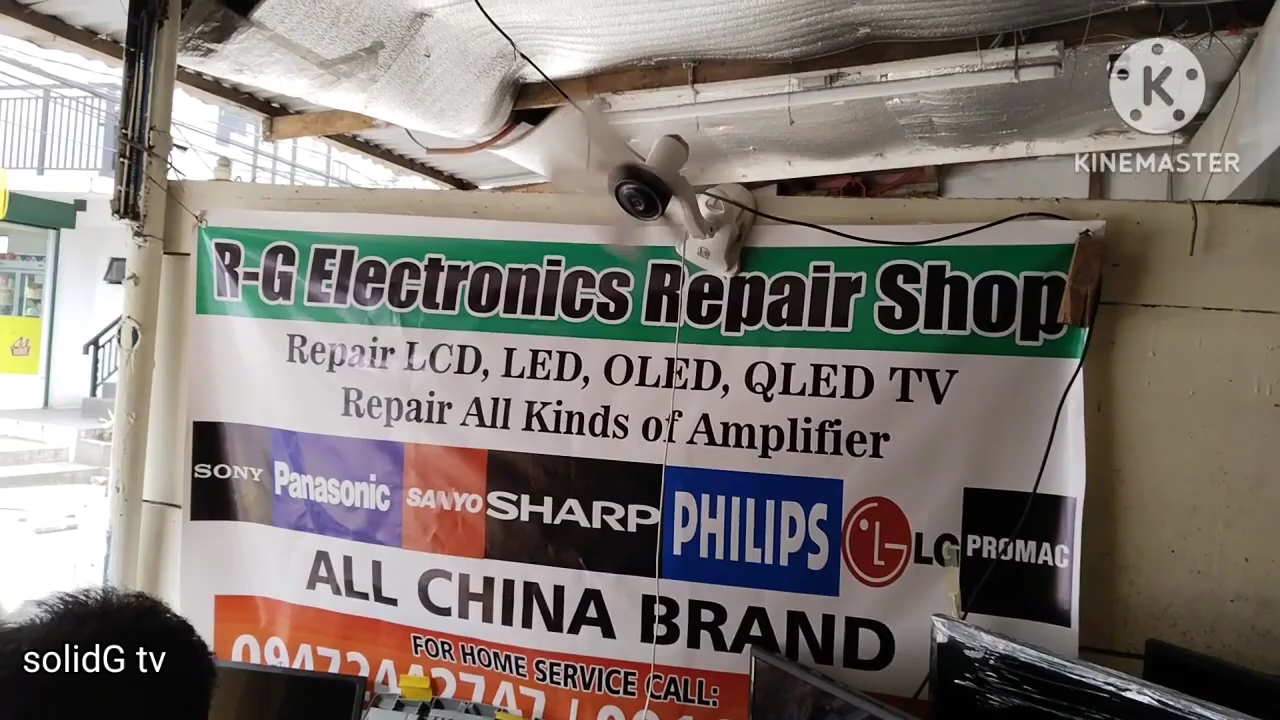 K
KINEMASTER
R-G Electronics Repair Shop
Repair LCD, LED, OLED, QLED TV
Repair All Kinds of Amplifier
SONY Panasonic SANYO SHARP PHILIPS LG PROMAC
ALL CHINA BRAND
FOR HOME SERVICE CALL:
solidG tv